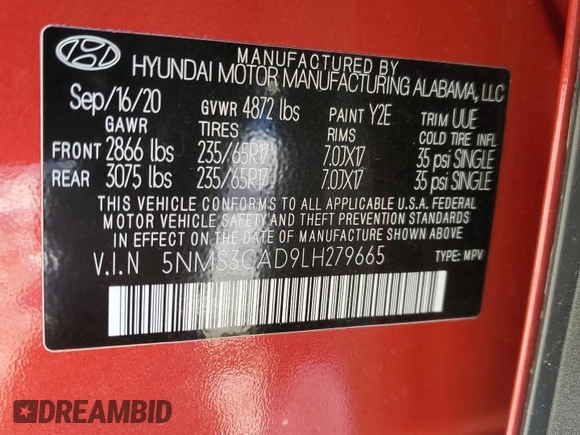 MANUFACTURED BY
HYUNDAI MOTOR MANUFACTURING ALABAMA, LLC
Sep/16/20 GVWR 4872 lbs PAINT Y2E TRIM UUE
GAWR TIRES RIMS COLD TIRE INFL
FRONT 2866 lbs 235/65R17 7.0JX17 35 psi SINGLE
REAR 3075 lbs 235/65R17 7.0JX17 35 psi SINGLE
THIS VEHICLE CONFORMS TO ALL APPLICABLE U.S.A. FEDERAL
MOTOR VEHICLE SAFETY AND THEFT PREVENTION STANDARDS
IN EFFECT ON THE DATE OF MANUFACTURE SHOWN ABOVE.
V.I.N 5NMS3CAD9LH279665 TYPE: MPV
DREAMBID